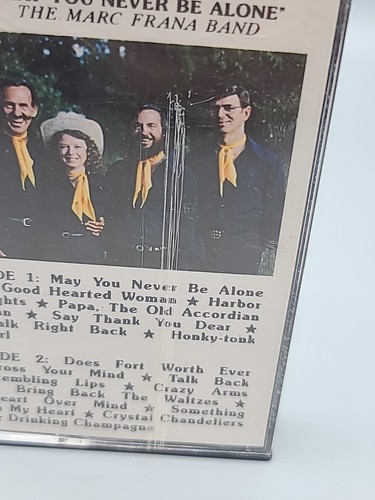 YOU NEVER BE ALONE"
THE MARC FRANA BAND
DE 1: May You Never Be Alone
Good Hearted Woman ★ Harbor
ghts ★ Papa, The Old Accordian
an ★ Say Thank You Dear ★
alk Right Back ★ Honky-tonk
rl
DE 2: Does Fort Worth Ever
ross Your Mind ★ Talk Back
embling Lips ★ Crazy Arms
Bring Back The Waltzes ★
eart Over Mind ★ Something
My Heart ★ Crystal Chandeliers
Drinking Champagne